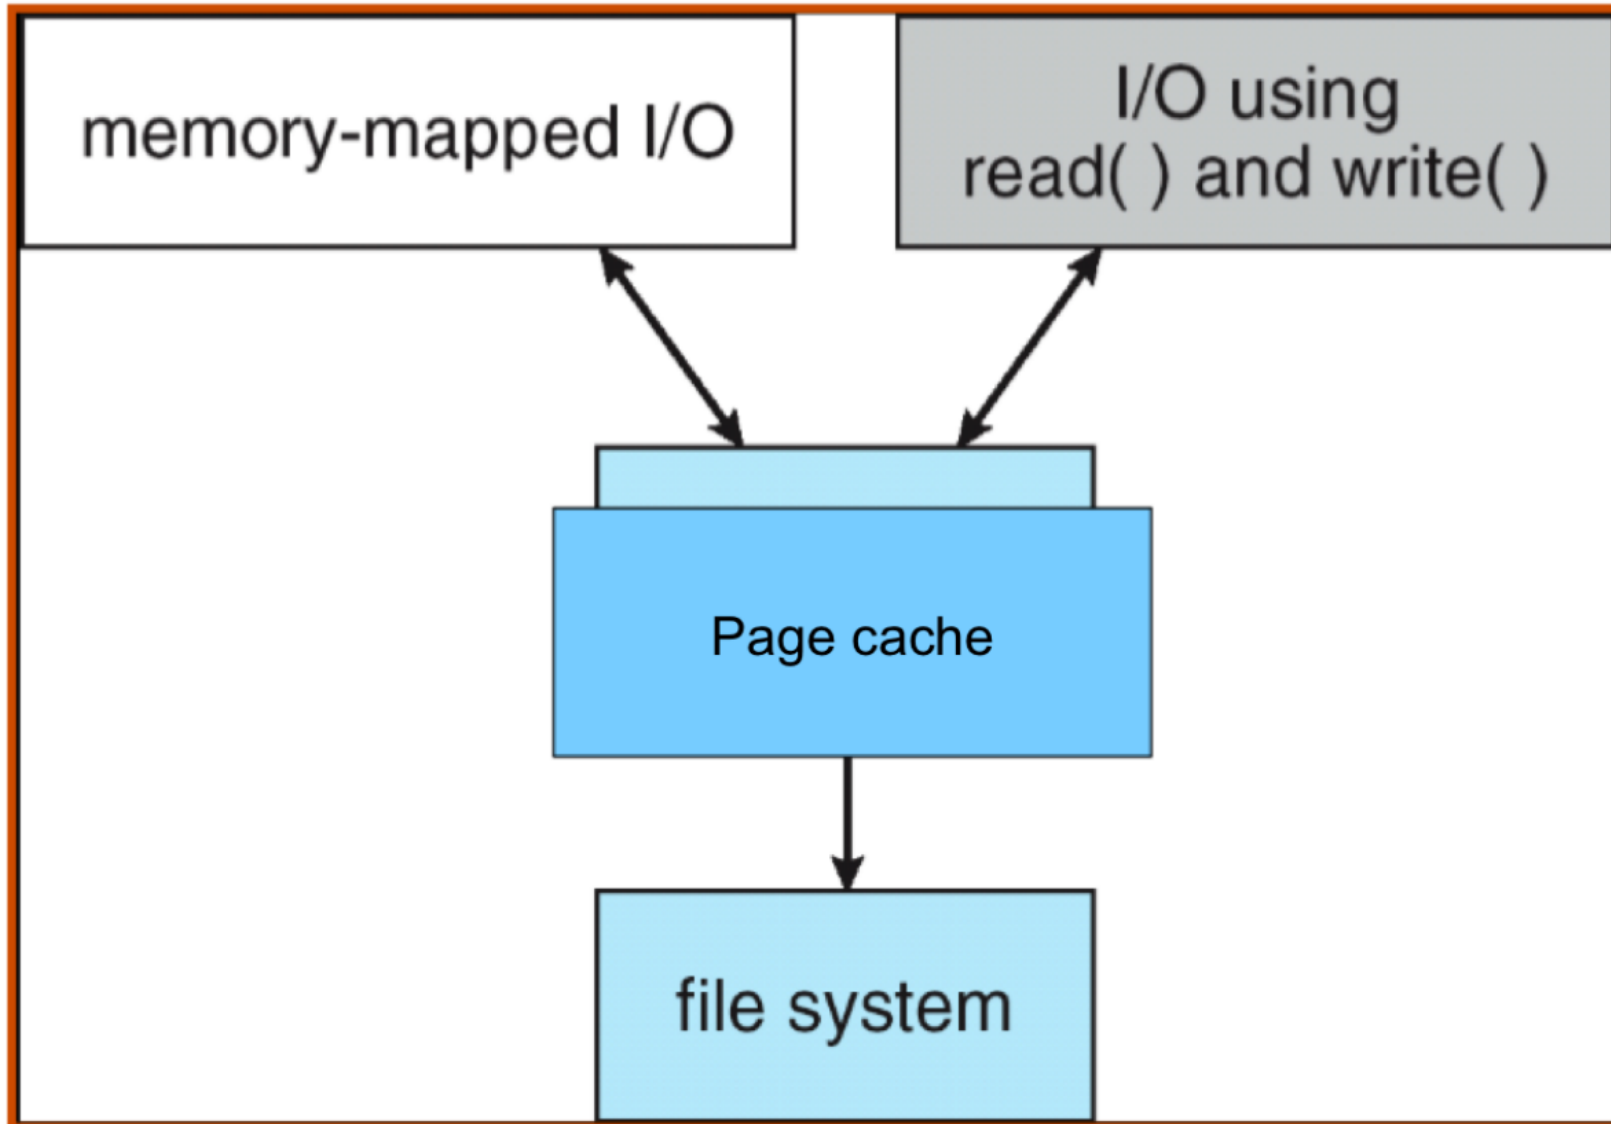 memory-mapped I/O
I/O using
read( ) and write( )
Page cache
file system